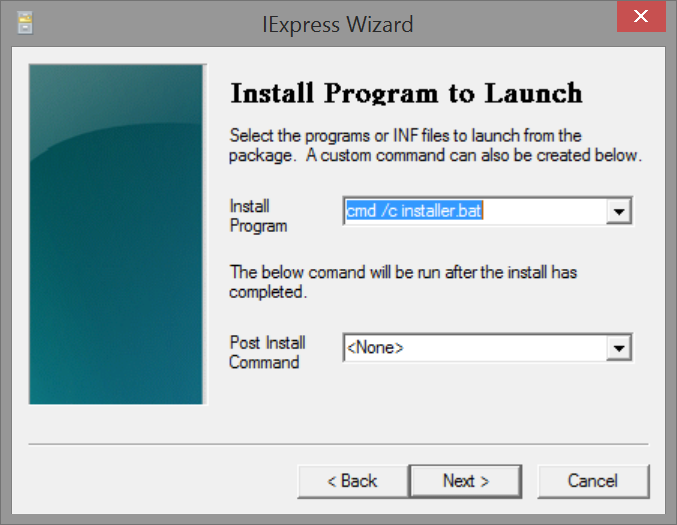 IExpress Wizard
Install Program to Launch
Select the programs or INF files to launch from the
package.  A custom command can also be created below.
Install
Program
cmd /c installer.bat
The below comand will be run after the install has
completed.
Post Install
Command
<None>
< Back
Next >
Cancel